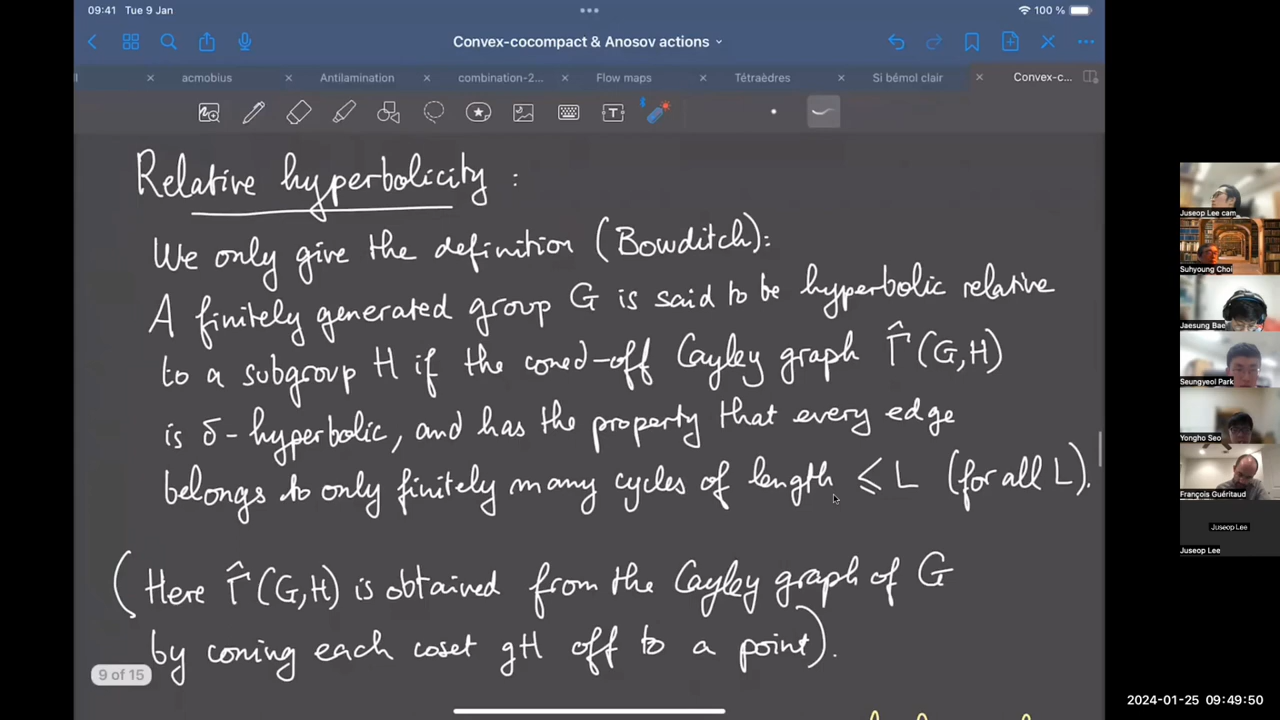 09:41 Tue 9 Jan
100 %
Convex-cocompact & Anosov actions
acmobius
Antilamination
combination-2...
Flow maps
Tétraèdres
Si bémol clair
Convex-c...
Relative hyperbolicity :
We only give the definition (Bowditch):
A finitely generated group G is said to be hyperbolic relative
to a subgroup H if the coned-off Cayley graph Γ̂(G,H)
is δ-hyperbolic, and has the property that every edge
belongs to only finitely many cycles of length ⩽ L (for all L).
(Here Γ̂(G,H) is obtained from the Cayley graph of G
by coning each coset gH off to a point).
9 of 15
Juseop Lee cam
Suhyoung Choi
Jaesung Bae
Seungyeol Park
Yongho Seo
François Guéritaud
Juseop Lee
Juseop Lee
2024-01-25 09:49:50